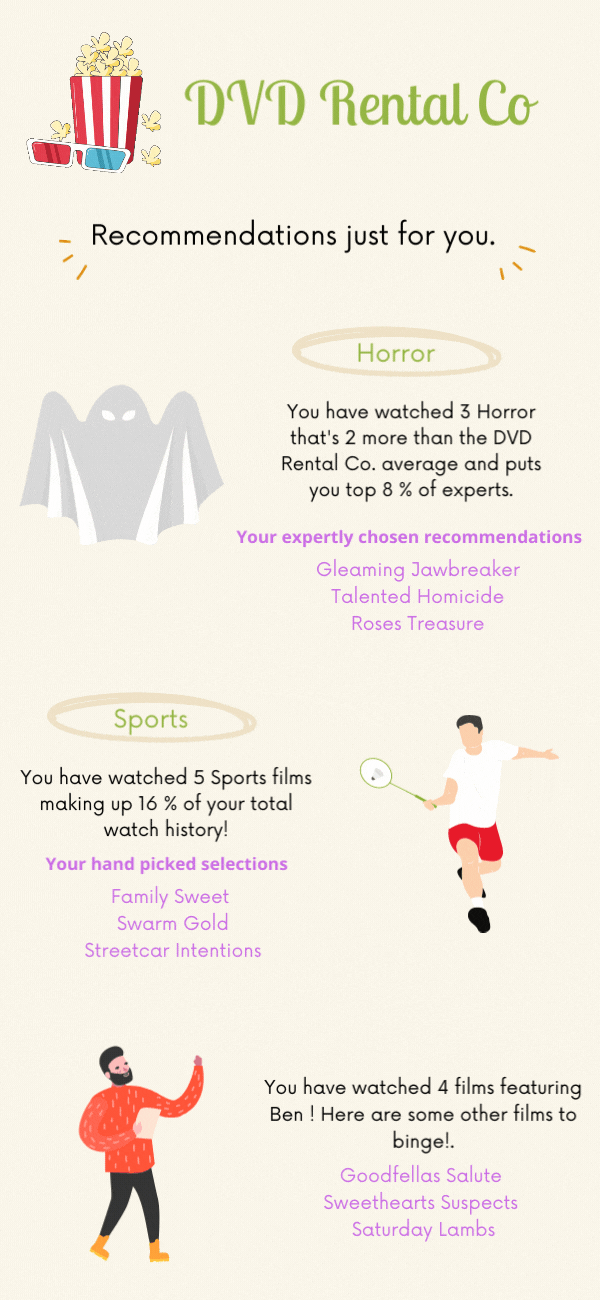 DVD Rental Co
Recommendations just for you.
Horror
You have watched 3 Horror
that's 2 more than the DVD
Rental Co. average and puts
you top 8 % of experts.
Your expertly chosen recommendations
Gleaming Jawbreaker
Talented Homicide
Roses Treasure
Sports
You have watched 5 Sports films
making up 16 % of your total
watch history!
Your hand picked selections
Family Sweet
Swarm Gold
Streetcar Intentions
You have watched 4 films featuring
Ben ! Here are some other films to
binge!.
Goodfellas Salute
Sweethearts Suspects
Saturday Lambs